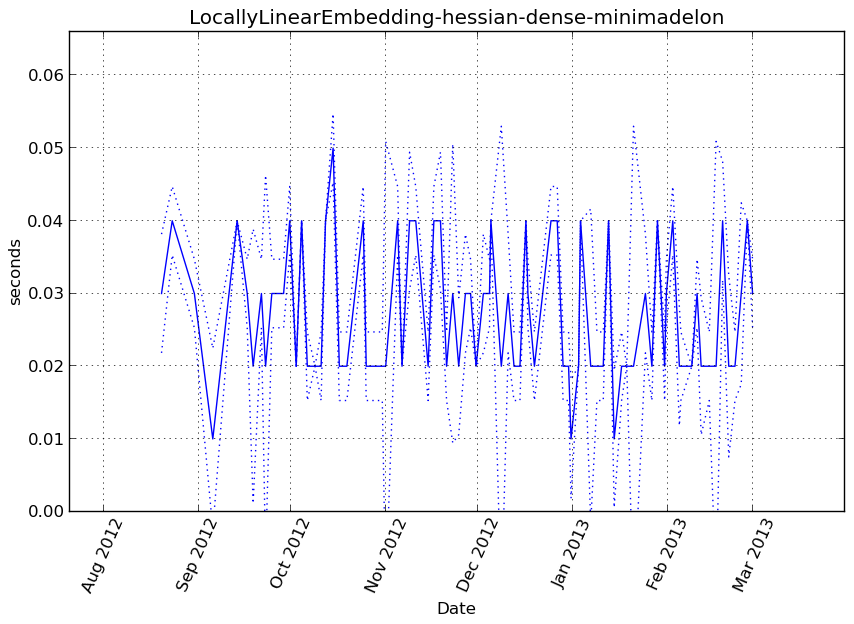 LocallyLinearEmbedding-hessian-dense-minimadelon
0.06
0.05
0.04
0.03
0.02
0.01
0.00
seconds
Aug 2012
Sep 2012
Oct 2012
Nov 2012
Dec 2012
Jan 2013
Feb 2013
Mar 2013
Date